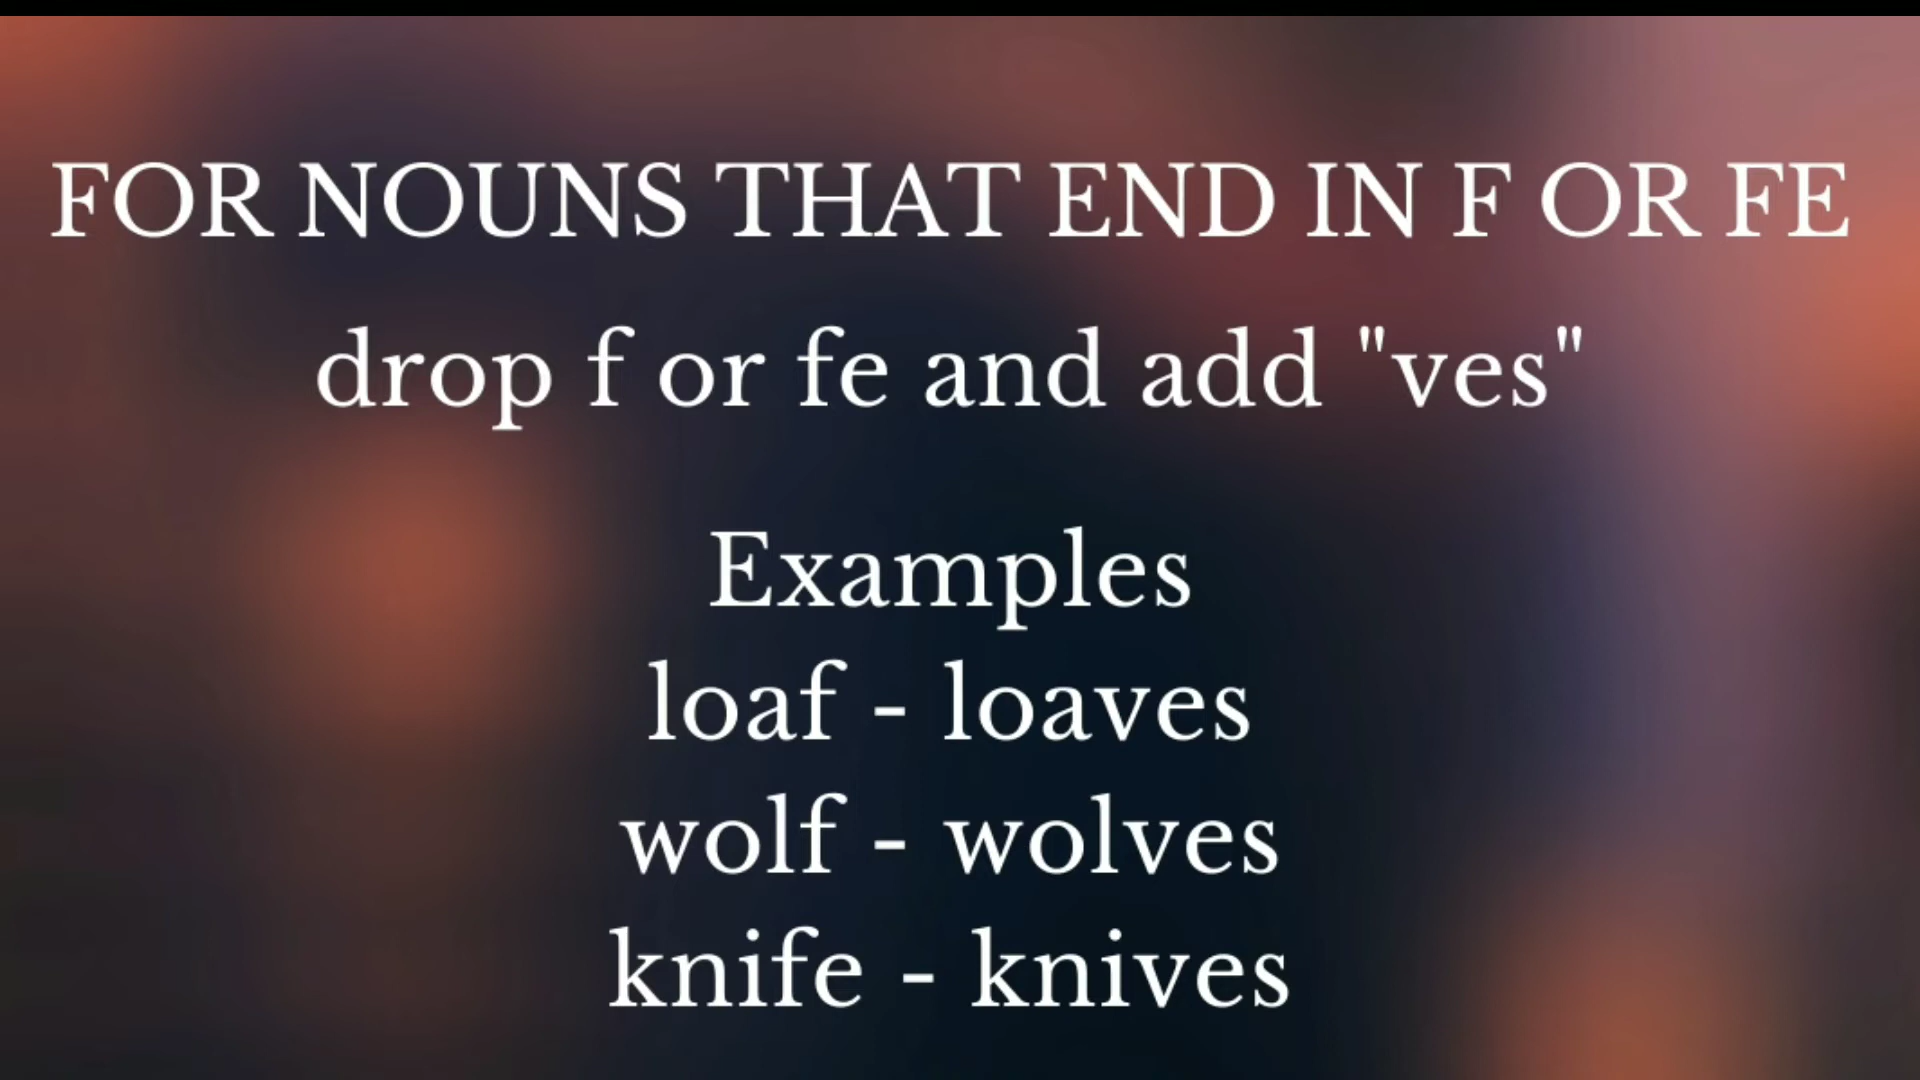 FOR NOUNS THAT END IN F OR FE
drop f or fe and add "ves"
Examples
loaf - loaves
wolf - wolves
knife - knives